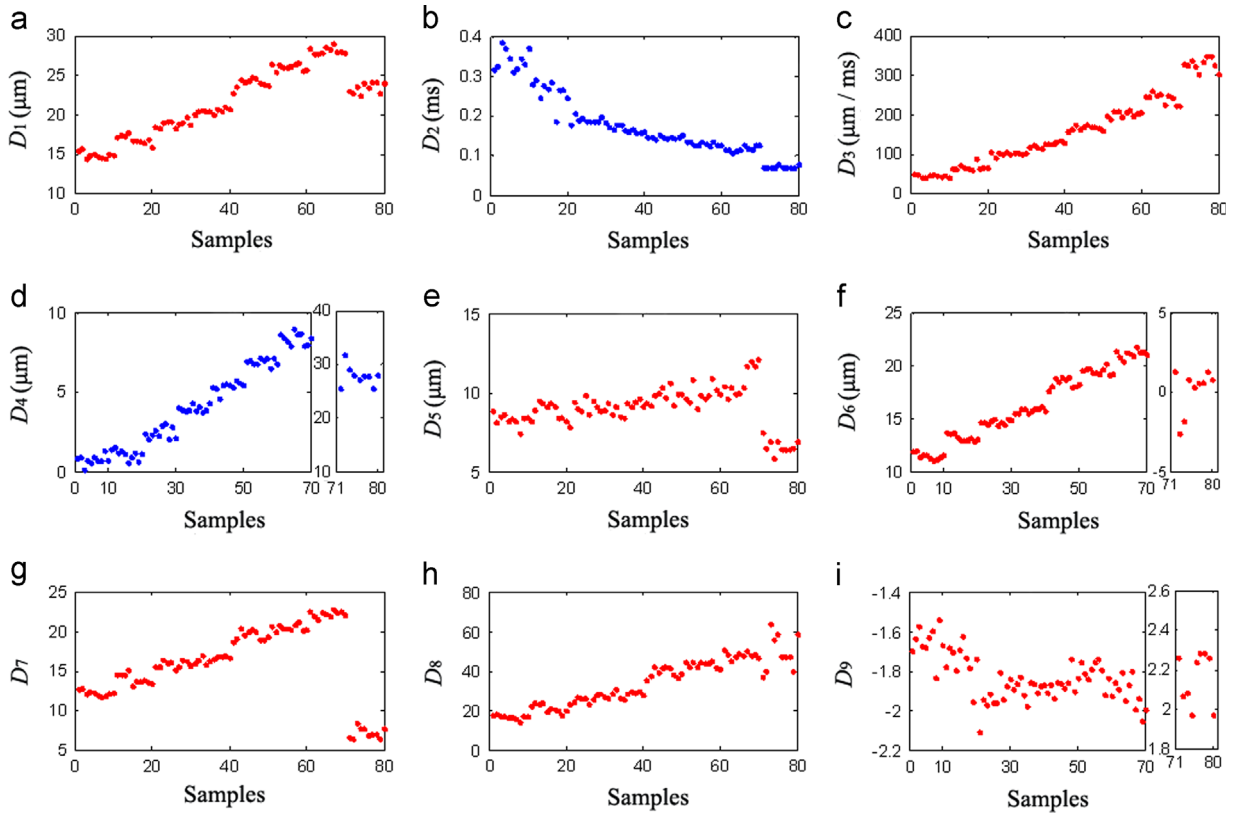 a
b
c
30
25
20
15
10
D1 (μm)
0 20 40 60 80
Samples
0.4
0.3
0.2
0.1
0
D2 (ms)
0 20 40 60 80
Samples
400
300
200
100
0
D3 (μm / ms)
0 20 40 60 80
Samples
d
e
f
10
5
0
D4 (μm)
0 10 30 50 70
40
30
20
10
71 80
Samples
15
10
5
D5 (μm)
0 20 40 60 80
Samples
25
20
15
10
D6 (μm)
0 10 30 50 70
5
0
-5
71 80
Samples
g
h
i
25
20
15
10
5
D7
0 20 40 60 80
Samples
80
60
40
20
0
D8
0 20 40 60 80
Samples
-1.4
-1.6
-1.8
-2
-2.2
D9
0 10 30 50 70
2.6
2.4
2.2
2
1.8
71 80
Samples